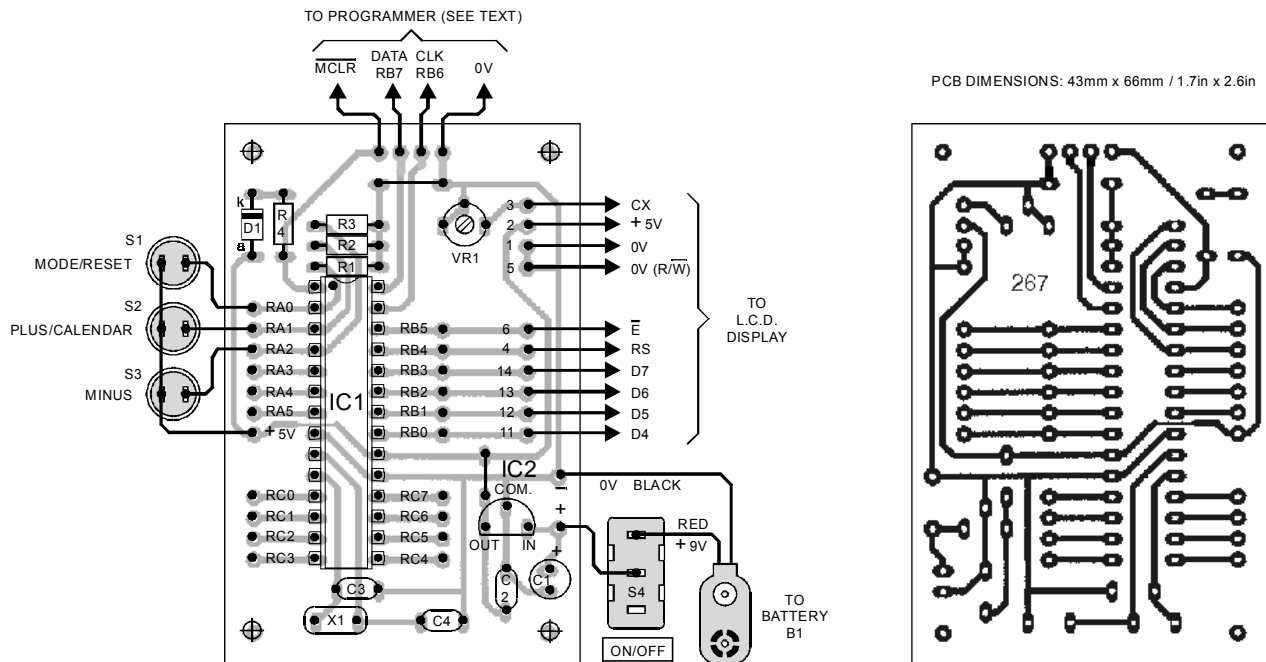 TO PROGRAMMER (SEE TEXT)
MCLR
DATA
RB7
CLK
RB6
0V
PCB DIMENSIONS: 43mm x 66mm / 1.7in x 2.6in
k
D1
a
R
4
R3
R2
R1
VR1
3
CX
2
+ 5V
1
0V
5
0V (R/W)
S1
MODE/RESET
S2
PLUS/CALENDAR
S3
MINUS
RA0
RA1
RA2
RA3
RA4
RA5
+ 5V
IC1
RB5
6
E
RB4
4
RS
RB3
14
D7
RB2
13
D6
RB1
12
D5
RB0
11
D4
TO
L.C.D.
DISPLAY
267
RC0
RC1
RC2
RC3
RC7
RC6
RC5
RC4
IC2
COM.
OUT
IN
–
+
+
0V BLACK
RED
+ 9V
S4
ON/OFF
TO
BATTERY
B1
C
2
C1
C3
X1
C4